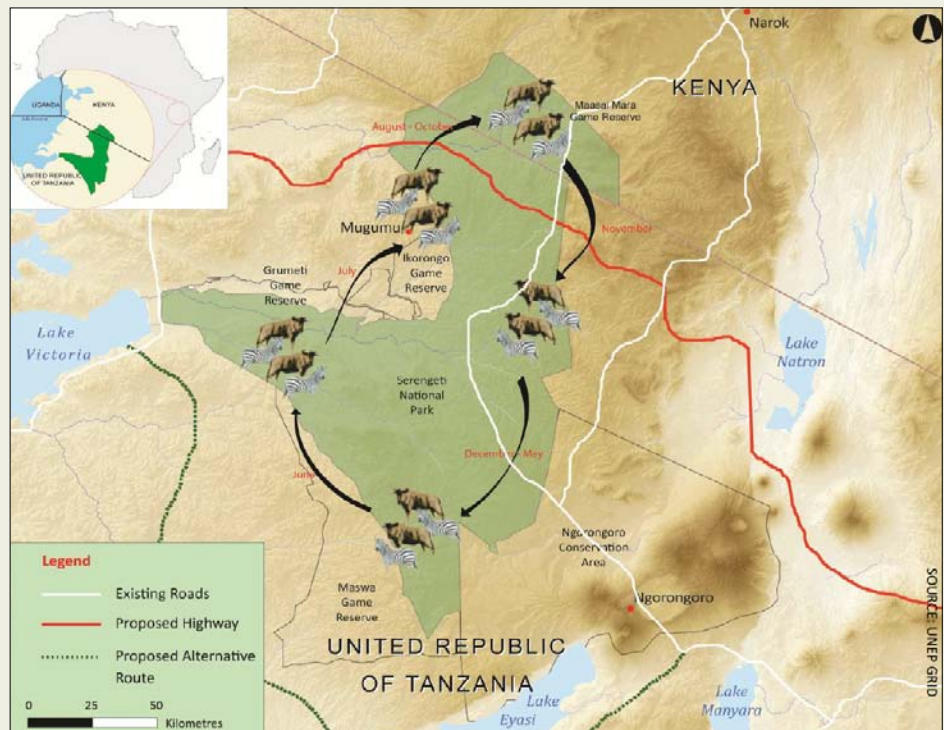 UGANDA
KENYA
UNITED REPUBLIC
OF TANZANIA
Narok
KENYA
Maasai Mara
Game Reserve
August - October
November
Mugumu
Ikorongo
Game
Reserve
July
Grumeti
Game
Reserve
Lake
Victoria
Lake
Natron
Serengeti
National
Park
December - Mey
June
Ngorongoro
Conservation
Area
Maswa
Game
Reserve
Ngorongoro
UNITED REPUBLIC
OF TANZANIA
Lake
Eyasi
Lake
Manyara
Legend
Existing Roads
Proposed Highway
Proposed Alternative
Route
0 25 50
Kilometres
SOURCE: UNEP GRID